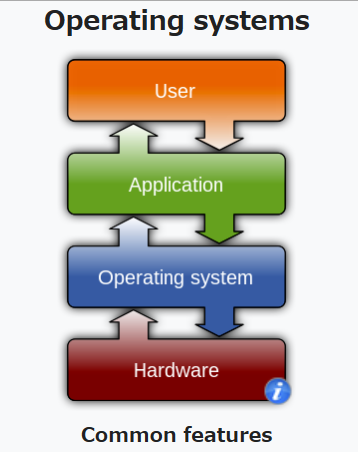 Operating systems
User
Application
Operating system
Hardware
i
Common features